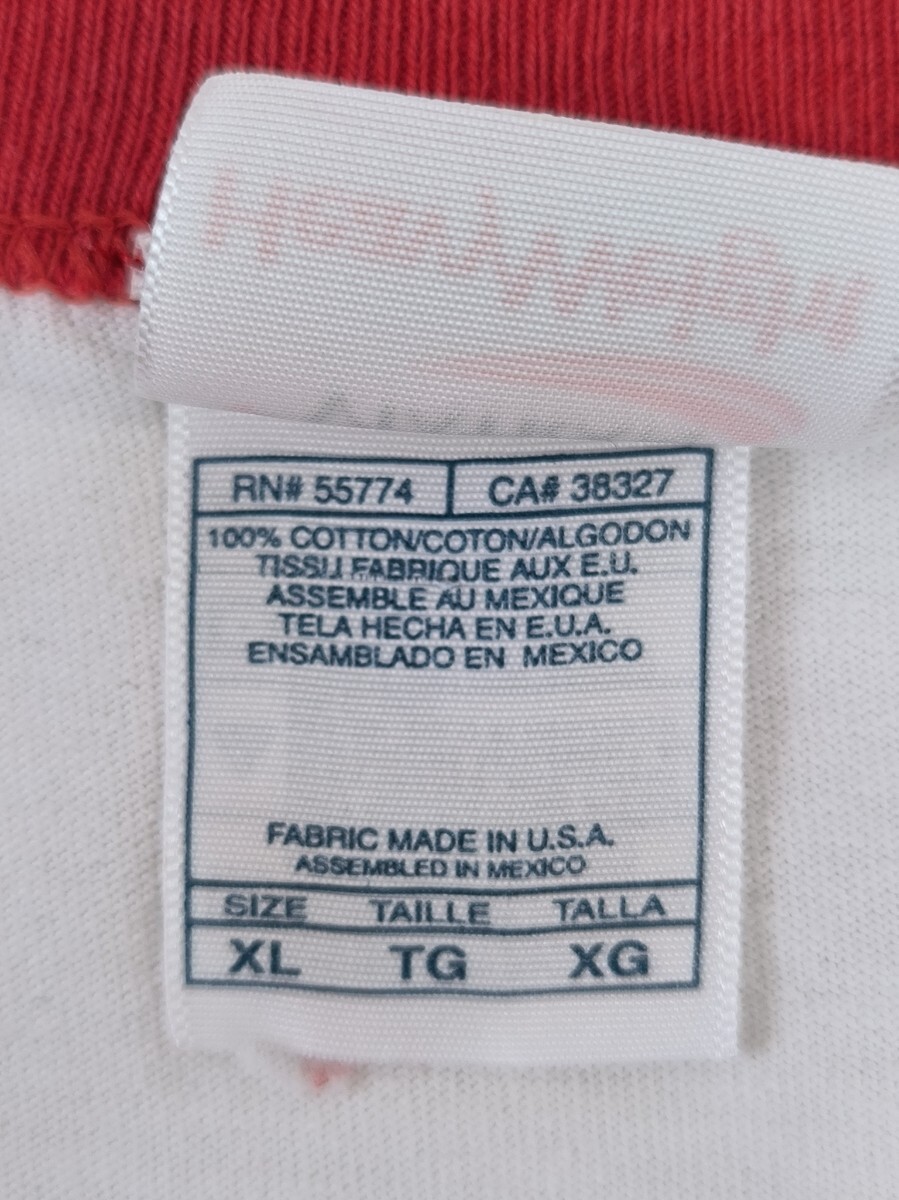 RN# 55774 CA# 38327
100% COTTON/COTON/ALGODON
TISSU FABRIQUE AUX E.U.
ASSEMBLE AU MEXIQUE
TELA HECHA EN E.U.A.
ENSAMBLADO EN MEXICO
FABRIC MADE IN U.S.A.
ASSEMBLED IN MEXICO
SIZE TAILLE TALLA
XL TG XG